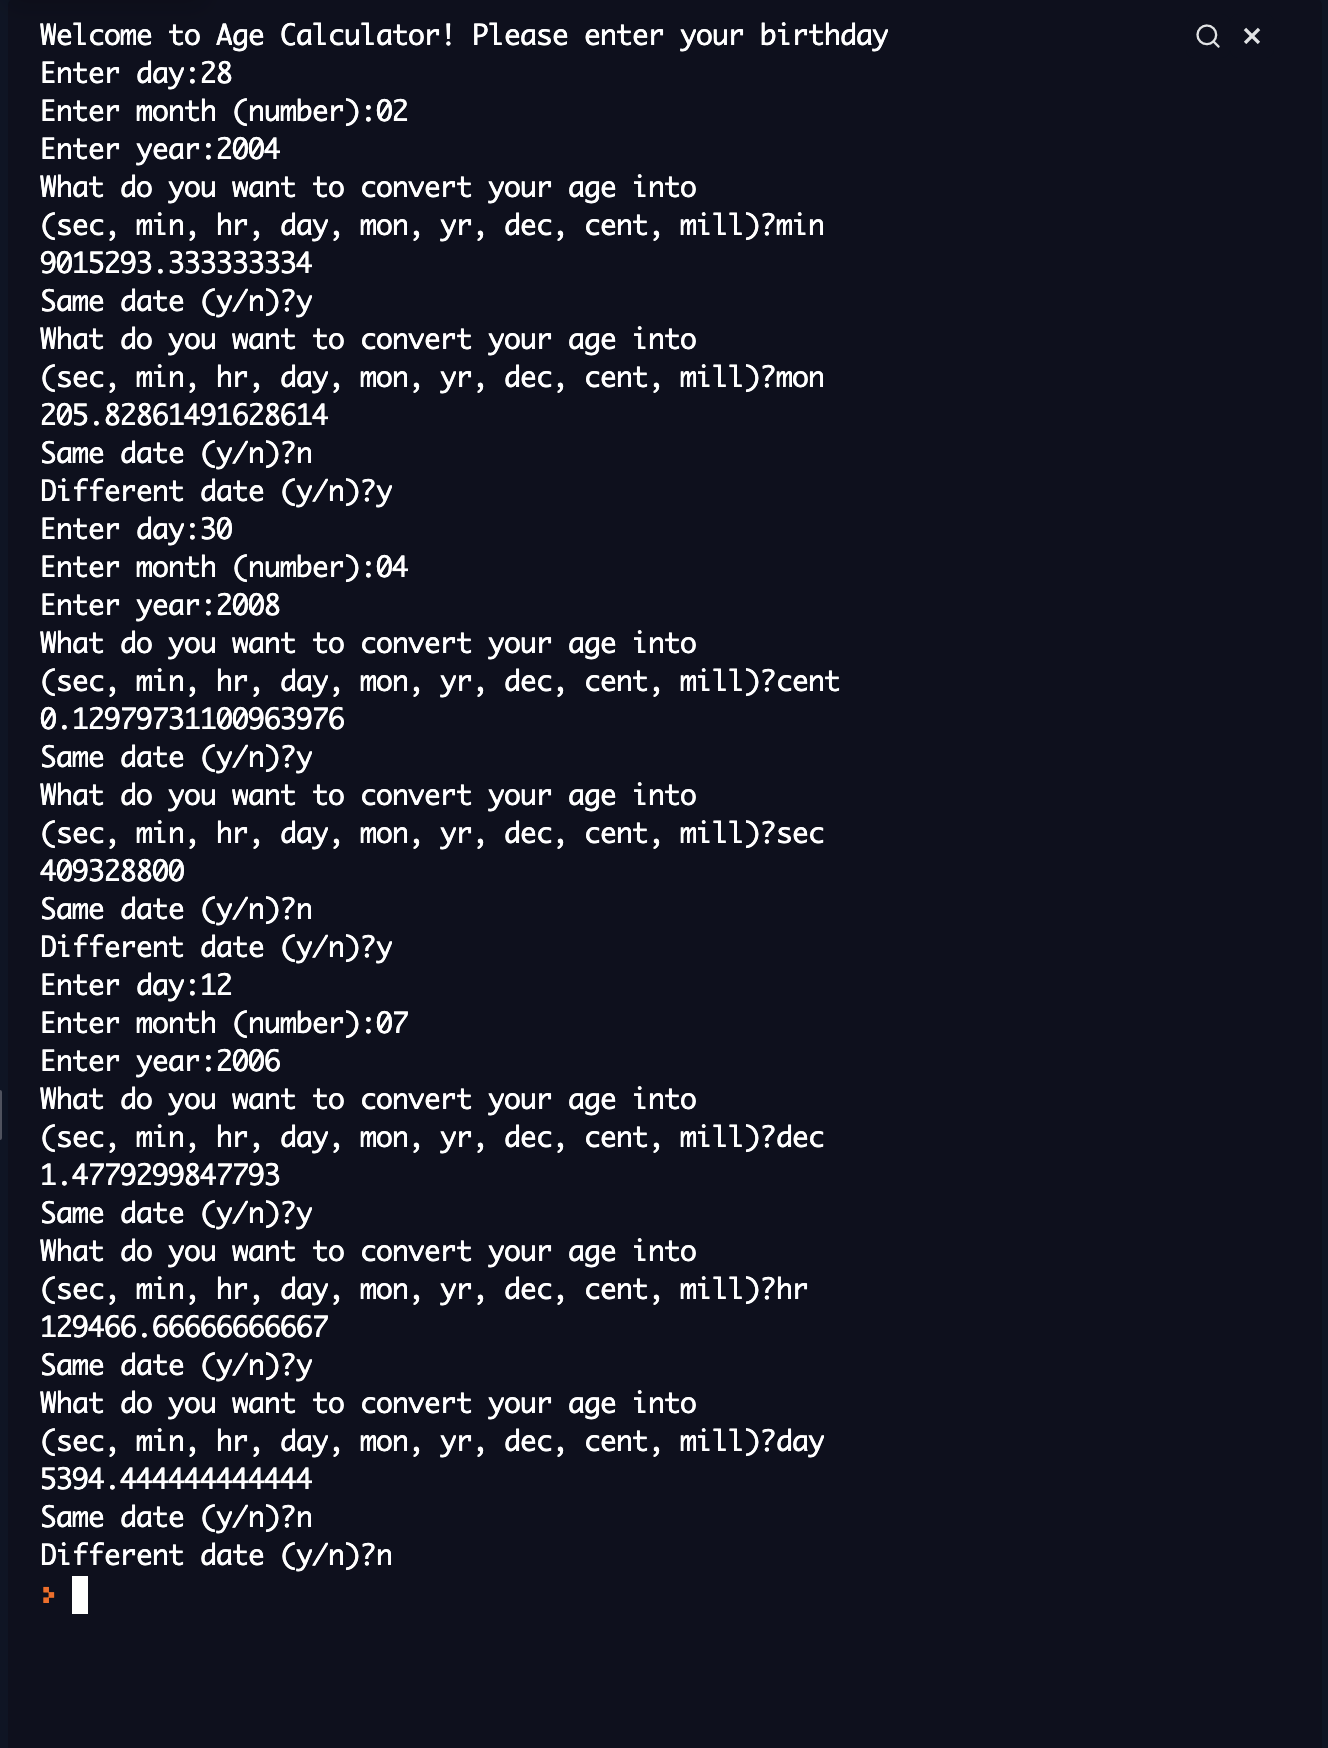 Welcome to Age Calculator! Please enter your birthday
Enter day:28
Enter month (number):02
Enter year:2004
What do you want to convert your age into
(sec, min, hr, day, mon, yr, dec, cent, mill)?min
9015293.333333334
Same date (y/n)?y
What do you want to convert your age into
(sec, min, hr, day, mon, yr, dec, cent, mill)?mon
205.82861491628614
Same date (y/n)?n
Different date (y/n)?y
Enter day:30
Enter month (number):04
Enter year:2008
What do you want to convert your age into
(sec, min, hr, day, mon, yr, dec, cent, mill)?cent
0.12979731100963976
Same date (y/n)?y
What do you want to convert your age into
(sec, min, hr, day, mon, yr, dec, cent, mill)?sec
409328800
Same date (y/n)?n
Different date (y/n)?y
Enter day:12
Enter month (number):07
Enter year:2006
What do you want to convert your age into
(sec, min, hr, day, mon, yr, dec, cent, mill)?dec
1.4779299847793
Same date (y/n)?y
What do you want to convert your age into
(sec, min, hr, day, mon, yr, dec, cent, mill)?hr
129466.66666666667
Same date (y/n)?y
What do you want to convert your age into
(sec, min, hr, day, mon, yr, dec, cent, mill)?day
5394.444444444444
Same date (y/n)?n
Different date (y/n)?n